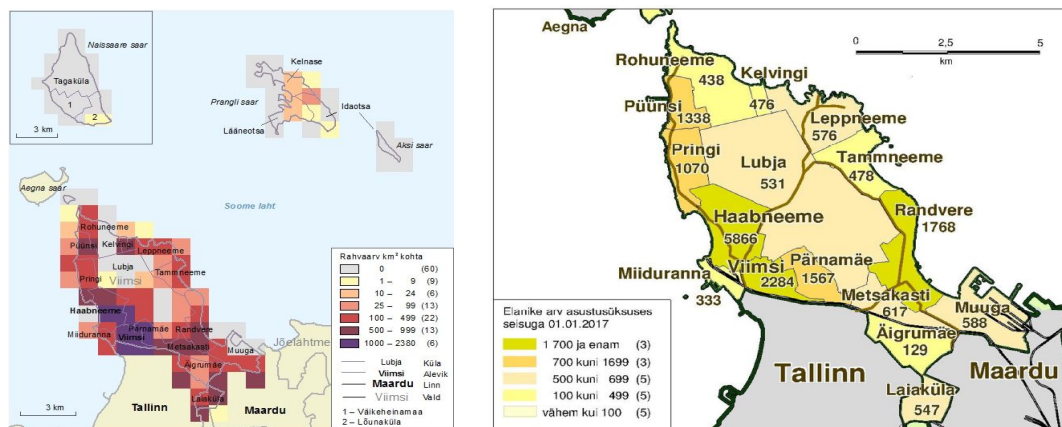 Naissaare saar
Tagaküla
1
2
3 km
Kelnase
Prangli saar
Idaotsa
Lääneotsa
Aksi saar
Aegna saar
Soome laht
Rohuneeme
Püünsi
Kelvingi
Leppneeme
Lubja
Tammneeme
Pringi
Viimsi
Haabneeme
Pärnamäe
Randvere
Miiduranna
Viimsi
Metsakasti
Muuga
Jõelähtme
Äigrumäe
Laiaküla
Tallinn
Maardu
3 km
Rahvaarv km² kohta
0 (60)
1 – 9 (9)
10 – 24 (6)
25 – 99 (13)
100 – 499 (22)
500 – 999 (13)
1000 – 2380 (6)
Lubja Küla
Viimsi Alevik
Maardu Linn
Viimsi Vald
1 – Väikeheinamaa
2 – Lõunaküla
Aegna
0 2,5 5
km
Rohuneeme
438
Kelvingi
476
Püünsi
1338
Leppneeme
576
Pringi
1070
Lubja
531
Tammneeme
478
Haabneeme
5866
Randvere
1768
Miiduranna
333
Viimsi
2284
Pärnamäe
1567
Metsakasti
617
Muuga
588
Äigrumäe
129
Tallinn
Maardu
Laiaküla
547
Elanike arv asustusüksuses
seisuga 01.01.2017
1 700 ja enam (3)
700 kuni 1699 (3)
500 kuni 699 (5)
100 kuni 499 (5)
vähem kui 100 (5)